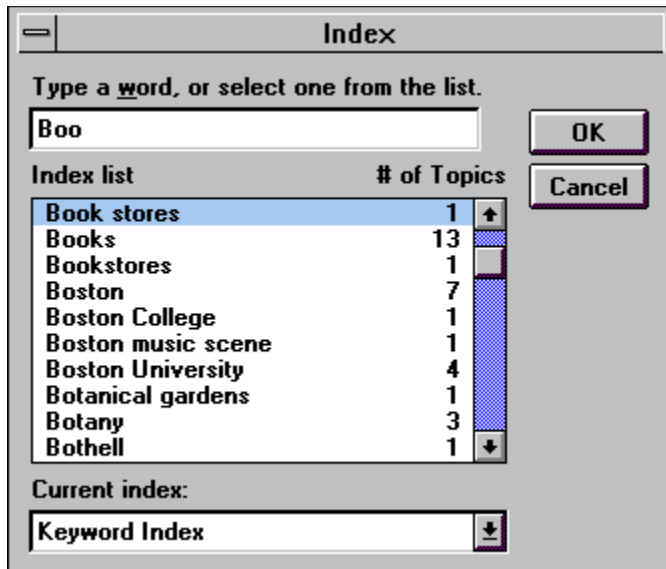 Index
Type a word, or select one from the list.
Boo
OK
Index list # of Topics
Cancel
Book stores 1
Books 13
Bookstores 1
Boston 7
Boston College 1
Boston music scene 1
Boston University 4
Botanical gardens 1
Botany 3
Bothell 1
Current index:
Keyword Index